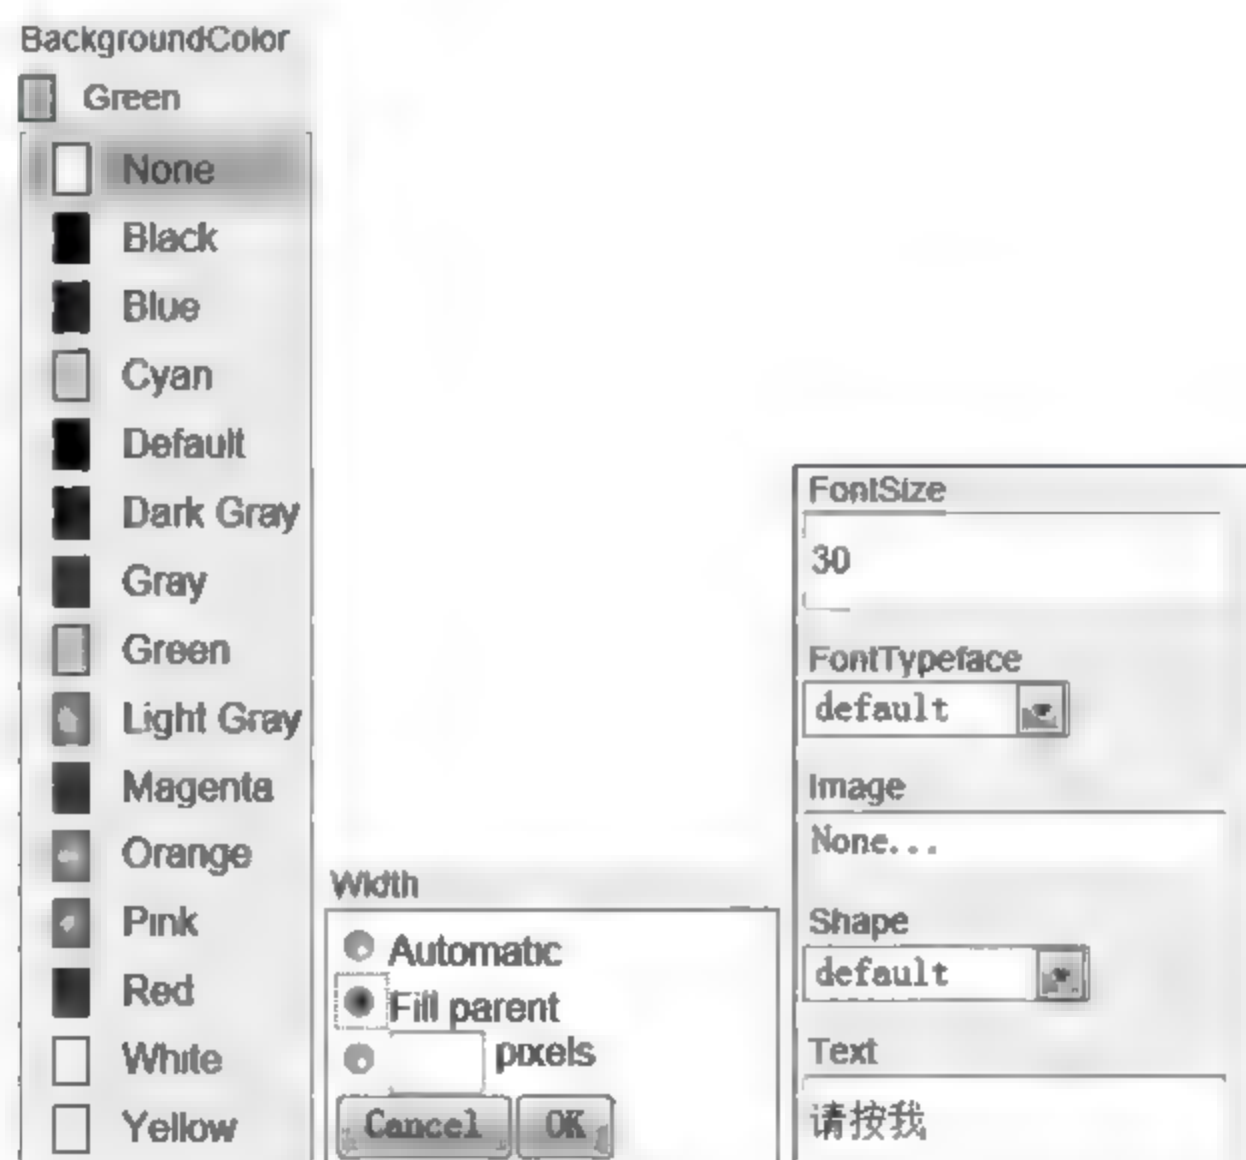 BackgroundColor
Green
None
Black
Blue
Cyan
Default
Dark Gray
Gray
Green
Light Gray
Magenta
Orange
Pink
Red
White
Yellow
Width
Automatic
Fill parent
pixels
Cancel OK
FontSize
30
FontTypeface
default
Image
None...
Shape
default
Text
请按我